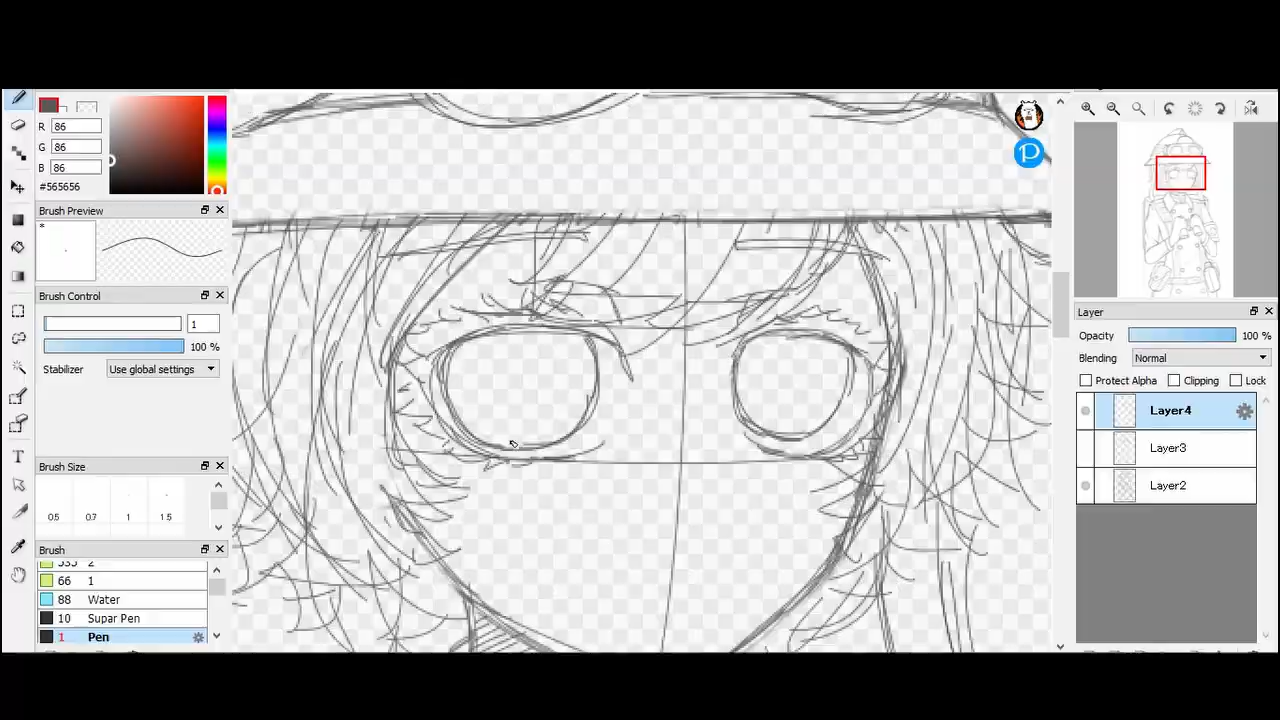 R 86
G 86
B 86
#565656
Brush Preview
*
Brush Control
1
100 %
Stabilizer Use global settings
Brush Size
0.5 0.7 1 1.5
Brush
2
66 1
88 Water
10 Supar Pen
1 Pen
P
Layer
Opacity 100 %
Blending Normal
Protect Alpha Clipping Lock
Layer4
Layer3
Layer2
T